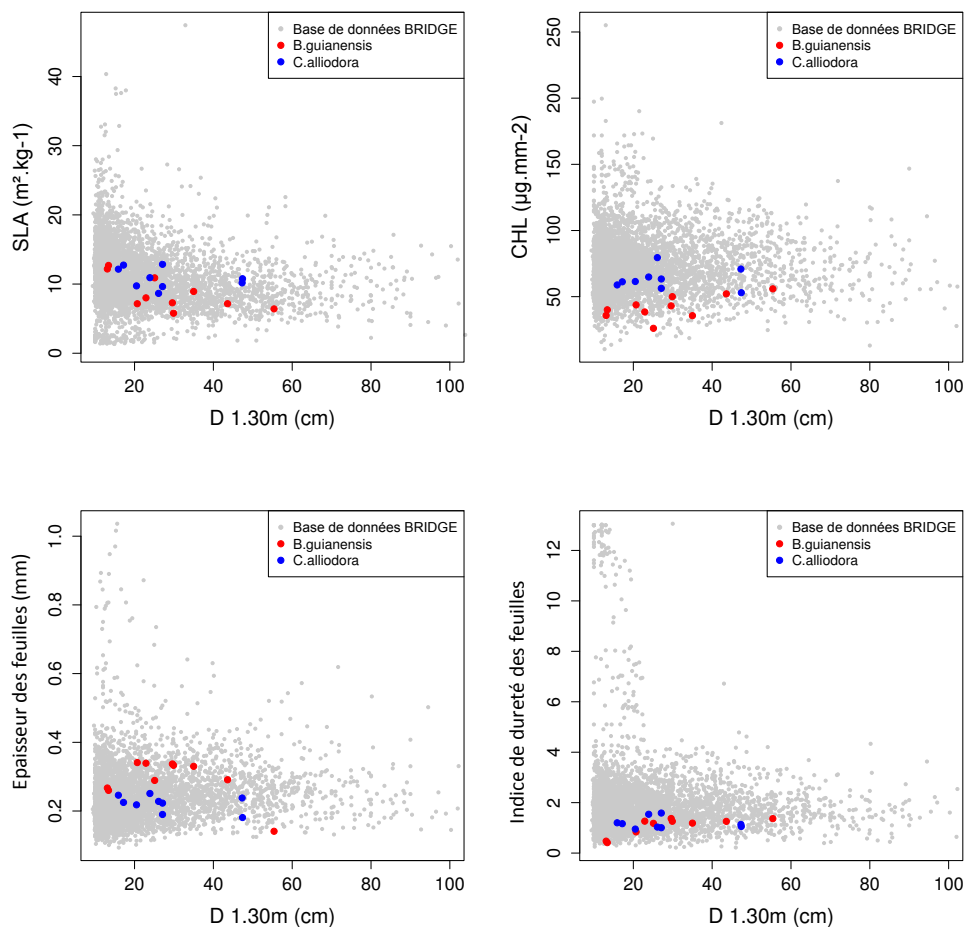 Base de données BRIDGE
B.guianensis
C.alliodora
SLA (m².kg-1)
0
10
20
30
40
20
40
60
80
100
D 1.30m (cm)
Base de données BRIDGE
B.guianensis
C.alliodora
CHL (µg.mm-2)
50
100
150
200
250
20
40
60
80
100
D 1.30m (cm)
Base de données BRIDGE
B.guianensis
C.alliodora
Epaisseur des feuilles (mm)
0.2
0.4
0.6
0.8
1.0
20
40
60
80
100
D 1.30m (cm)
Base de données BRIDGE
B.guianensis
C.alliodora
Indice de dureté des feuilles
0
2
4
6
8
10
12
20
40
60
80
100
D 1.30m (cm)